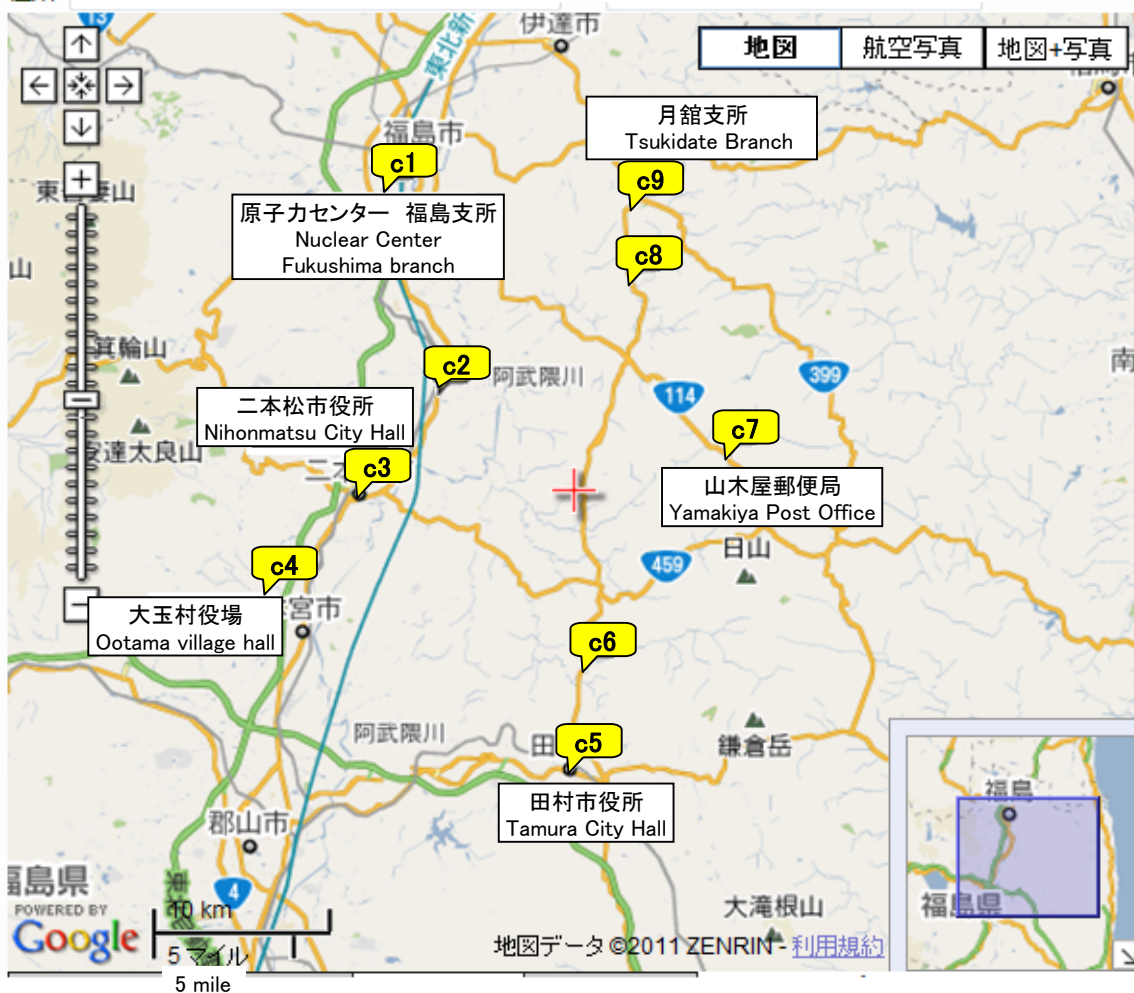 13
東北新
伊達市
地図
航空写真
地図+写真
月舘支所
Tsukidate Branch
福島市
c1
c9
原子力センター 福島支所
Nuclear Center
Fukushima branch
山
c8
箕輪山
c2
阿武隈川
南
399
114
二本松市役所
Nihonmatsu City Hall
c7
安達太良山
c3
山木屋郵便局
Yamakiya Post Office
日山
459
c4
大玉村役場
Ootama village hall
宮市
c6
阿武隈川
田
c5
鎌倉岳
田村市役所
Tamura City Hall
福島
郡山市
福島県
4
大滝根山
福島県
POWERED BY
Google
10 km
5 マイル
5 mile
地図データ ©2011 ZENRIN - 利用規約